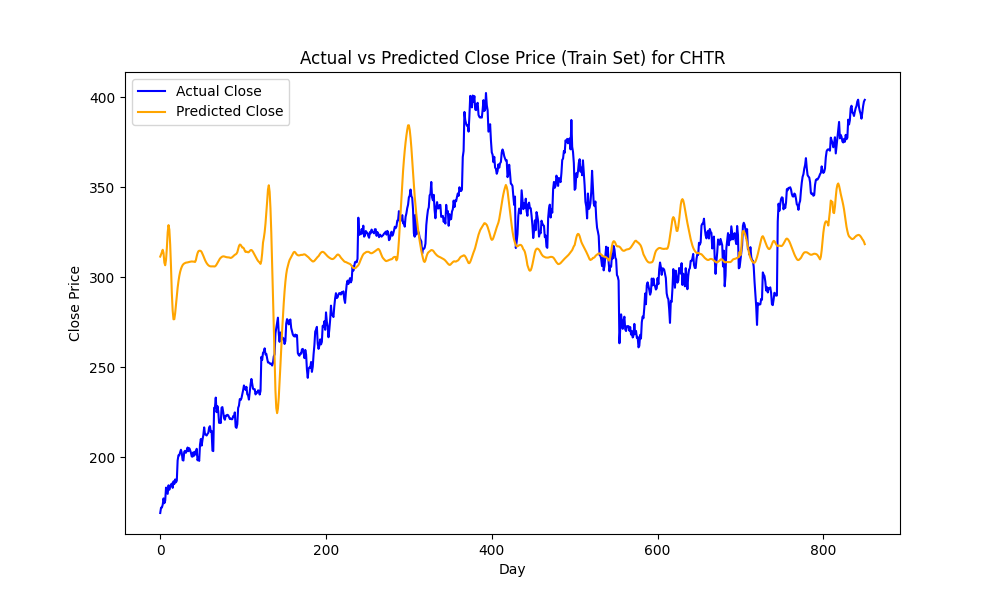 Actual vs Predicted Close Price (Train Set) for CHTR
Actual Close
Predicted Close
400
350
300
250
200
Close Price
0 200 400 600 800
Day